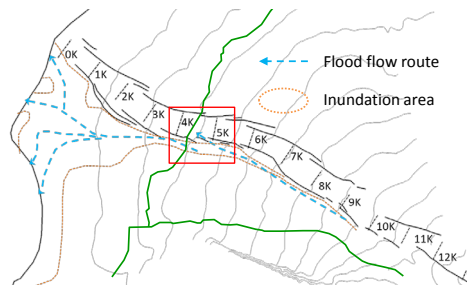 0K
1K
2K
3K
4K
5K
6K
7K
8K
9K
10K
11K
12K
Flood flow route
Inundation area